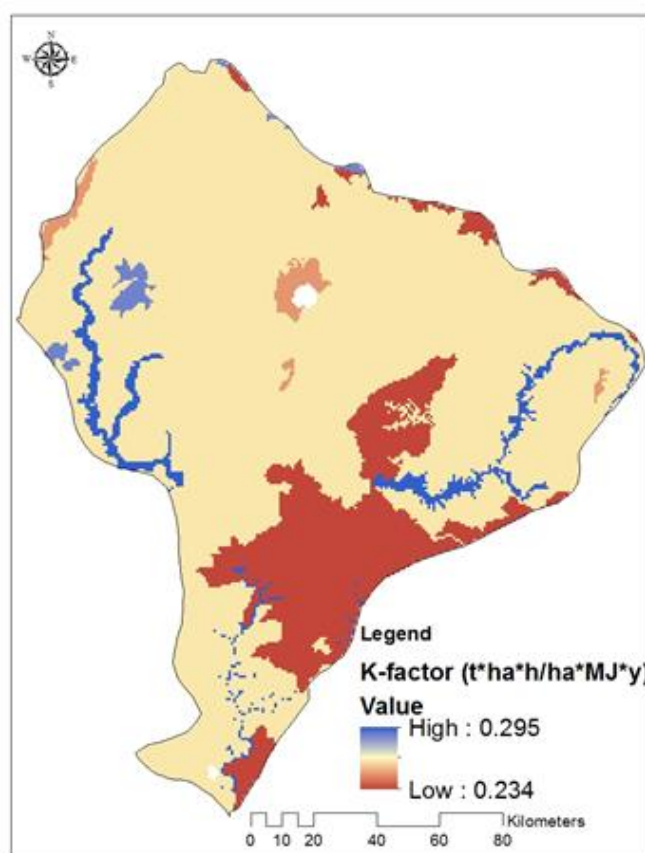 N
W E
S
Legend
K-factor (t*ha*h/ha*MJ*y)
Value
High : 0.295
Low : 0.234
Kilometers
0 10 20 40 60 80